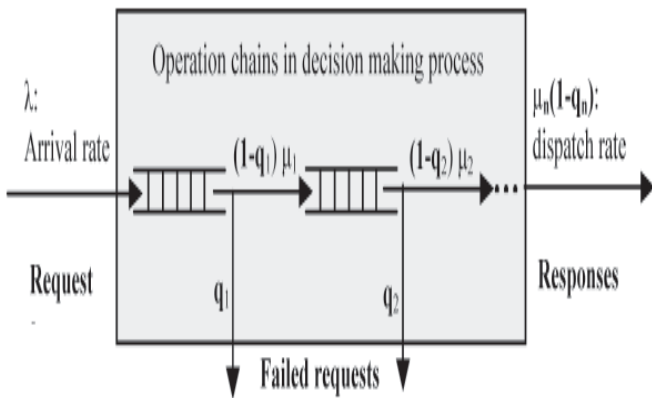 Operation chains in decision making process
λ:
Arrival rate
(1-q₁) μ₁
(1-q₂) μ₂
...
μₙ(1-qₙ):
dispatch rate
Request
q₁
q₂
Responses
Failed requests